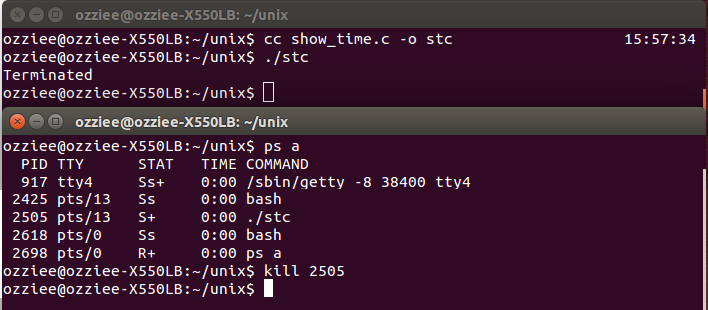 ozziee@ozziee-X550LB: ~/unix
ozziee@ozziee-X550LB:~/unix$ cc show_time.c -o stc 15:57:34
ozziee@ozziee-X550LB:~/unix$ ./stc
Terminated
ozziee@ozziee-X550LB:~/unix$
ozziee@ozziee-X550LB: ~/unix
ozziee@ozziee-X550LB:~/unix$ ps a
  PID TTY      STAT   TIME COMMAND
  917 tty4     Ss+    0:00 /sbin/getty -8 38400 tty4
 2425 pts/13   Ss     0:00 bash
 2505 pts/13   S+     0:00 ./stc
 2618 pts/0    Ss     0:00 bash
 2698 pts/0    R+     0:00 ps a
ozziee@ozziee-X550LB:~/unix$ kill 2505
ozziee@ozziee-X550LB:~/unix$